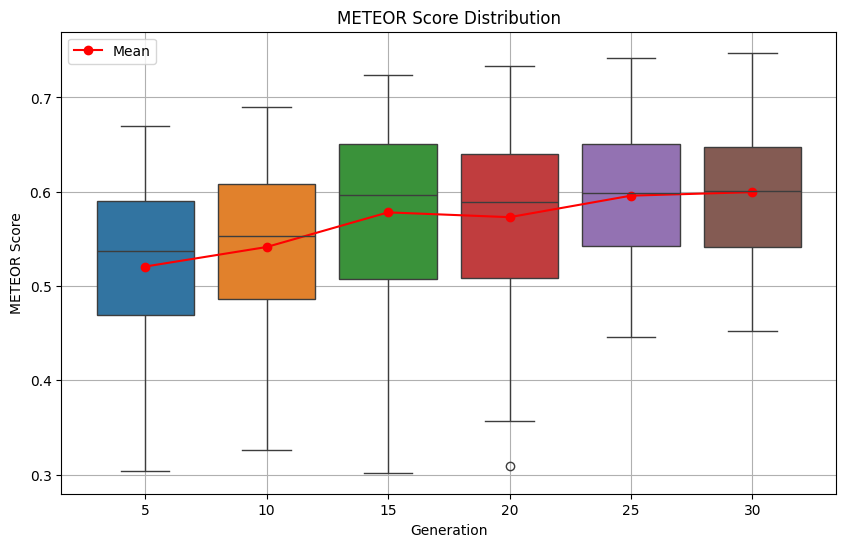 METEOR Score Distribution
Mean
0.7
0.6
0.5
0.4
0.3
METEOR Score
5 10 15 20 25 30
Generation